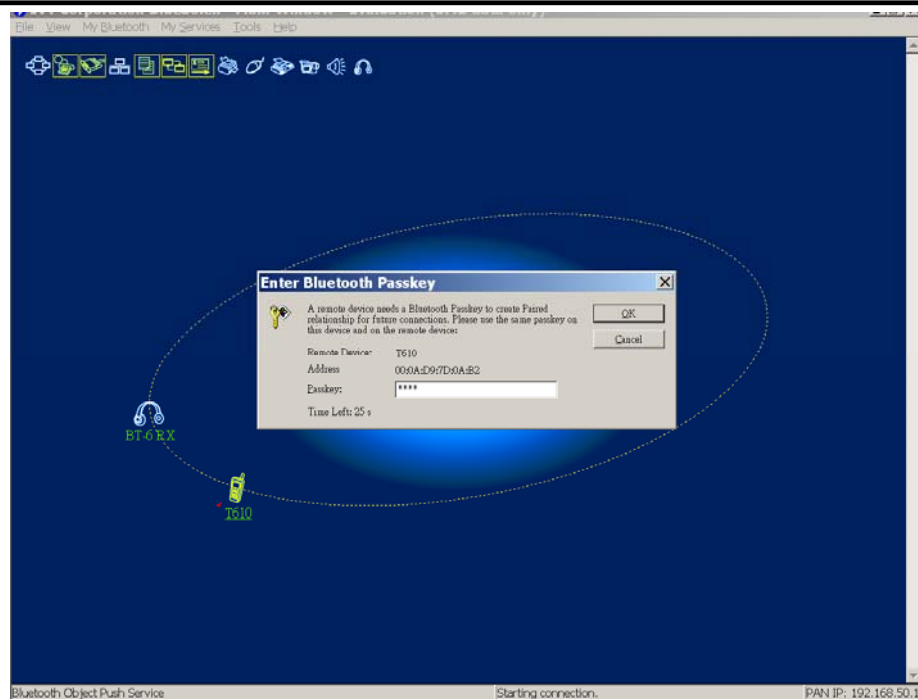 File View My Bluetooth My Services Tools Help
Enter Bluetooth Passkey
A remote device needs a Bluetooth Passkey to create Paired
relationship for future connections. Please use the same passkey on
this device and on the remote device:
OK
Cancel
Remote Device: T610
Address 00:0A:D9:7D:0A:B2
Passkey: ****
Time Left: 25 s
BT-6 RX
T610
Bluetooth Object Push Service Starting connection. PAN IP: 192.168.50.1